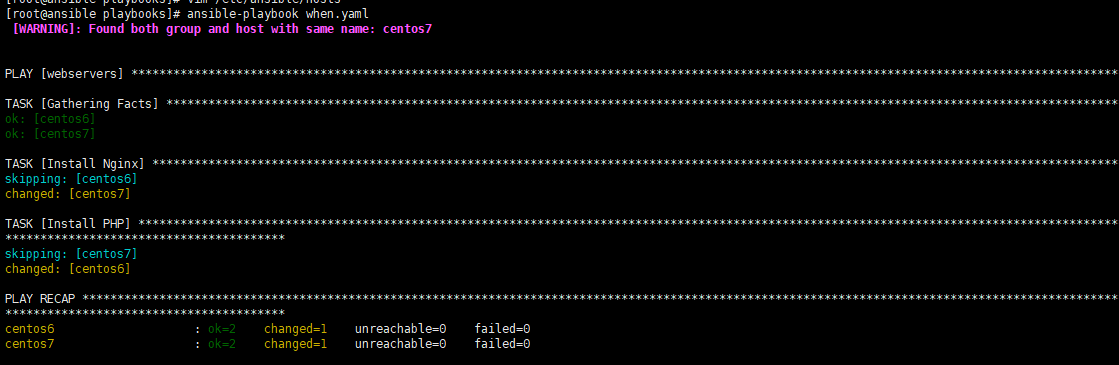 [root@ansible playbooks]# vim /etc/ansible/hosts
[root@ansible playbooks]# ansible-playbook when.yaml
[WARNING]: Found both group and host with same name: centos7
PLAY [webservers] *********************************************************************************************************************************************
TASK [Gathering Facts] ****************************************************************************************************************************************
ok: [centos6]
ok: [centos7]
TASK [Install Nginx] ******************************************************************************************************************************************
skipping: [centos6]
changed: [centos7]
TASK [Install PHP] ********************************************************************************************************************************************
****************************************
skipping: [centos7]
changed: [centos6]
PLAY RECAP ****************************************************************************************************************************************************
****************************************
centos6                    : ok=2    changed=1    unreachable=0    failed=0
centos7                    : ok=2    changed=1    unreachable=0    failed=0